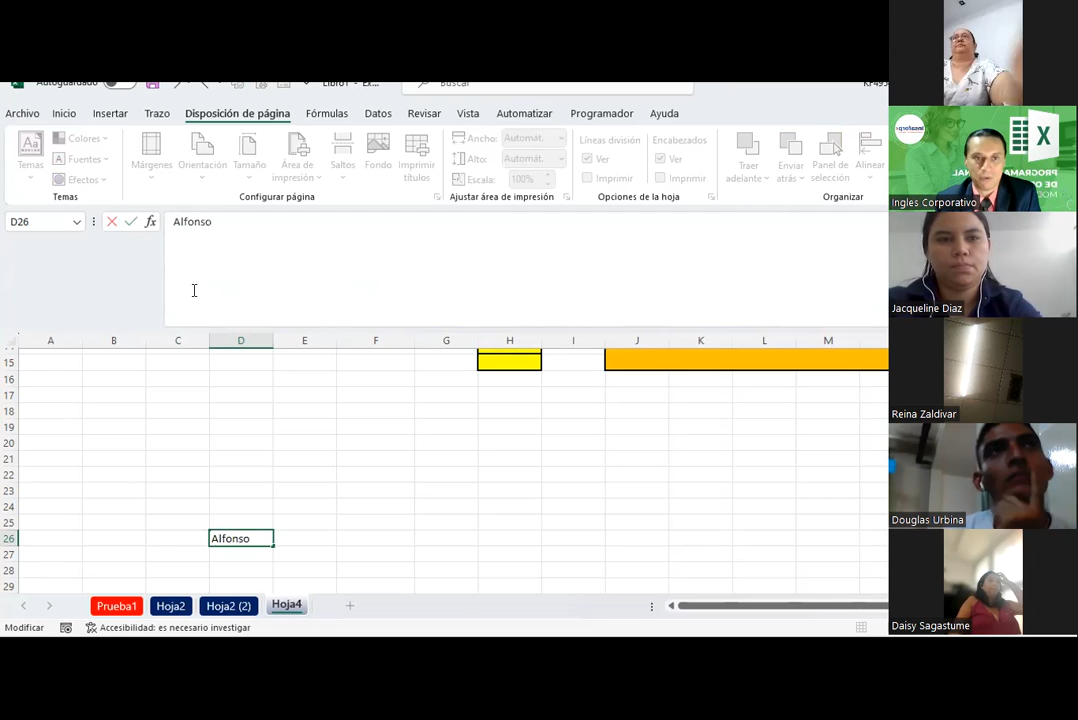 Autoguardado
Libro1 - Ex...
Buscar
Archivo Inicio Insertar Trazo Disposición de página Fórmulas Datos Revisar Vista Automatizar Programador Ayuda
Temas
Colores
Fuentes
Efectos
Temas
Márgenes
Orientación
Tamaño
Área de impresión
Saltos
Fondo
Imprimir títulos
Configurar página
Ancho: Automát.
Alto: Automát.
Escala: 100%
Ajustar área de impresión
Líneas división
Ver
Imprimir
Encabezados
Ver
Imprimir
Opciones de la hoja
Traer adelante
Enviar atrás
Panel de selección
Alinear
Organizar
D26
fx
Alfonso
A B C D E F G H I J K L M
15
16
17
18
19
20
21
22
23
24
25
26 Alfonso
27
28
29
Prueba1 Hoja2 Hoja2 (2) Hoja4
Modificar
Accesibilidad: es necesario investigar
X
PROGRAMA
Ingles Corporativo
Jacqueline Diaz
Reina Zaldivar
Douglas Urbina
Daisy Sagastume